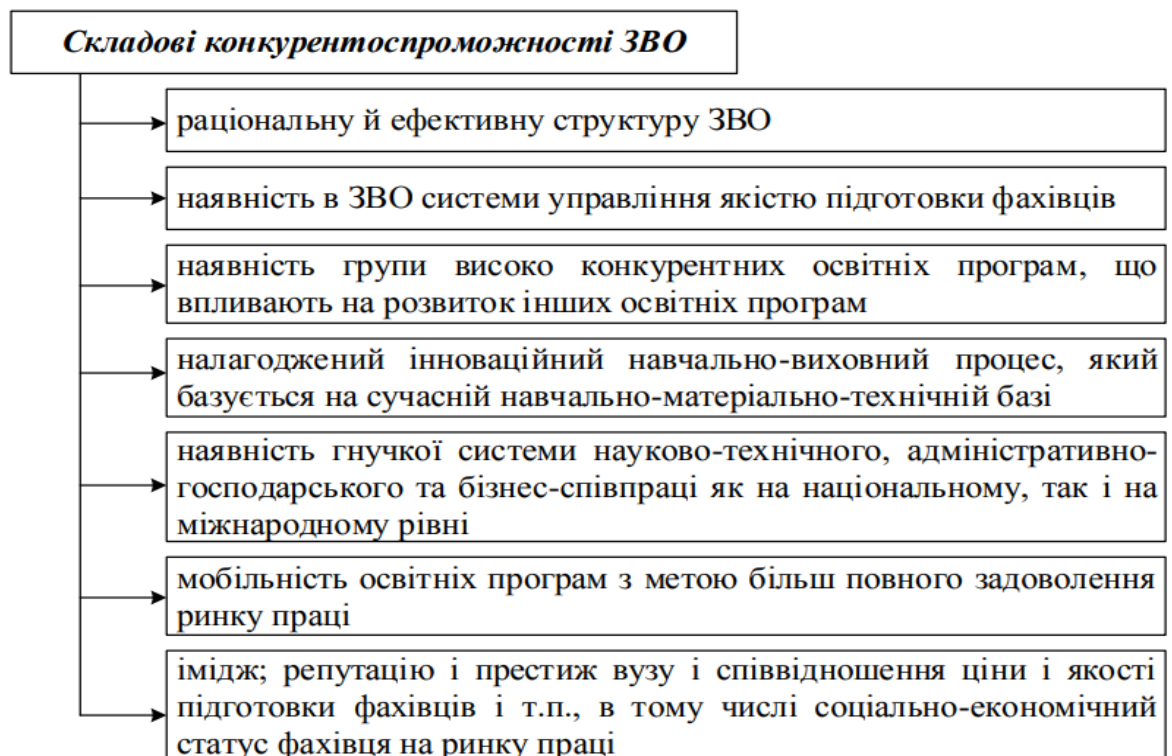 Складові конкурентоспроможності ЗВО
раціональну й ефективну структуру ЗВО
наявність в ЗВО системи управління якістю підготовки фахівців
наявність групи високо конкурентних освітніх програм, що
впливають на розвиток інших освітніх програм
налагоджений інноваційний навчально-виховний процес, який
базується на сучасній навчально-матеріально-технічній базі
наявність гнучкої системи науково-технічного, адміністративно-
господарського та бізнес-співпраці як на національному, так і на
міжнародному рівні
мобільність освітніх програм з метою більш повного задоволення
ринку праці
імідж; репутацію і престиж вузу і співвідношення ціни і якості
підготовки фахівців і т.п., в тому числі соціально-економічний
статус фахівця на ринку праці